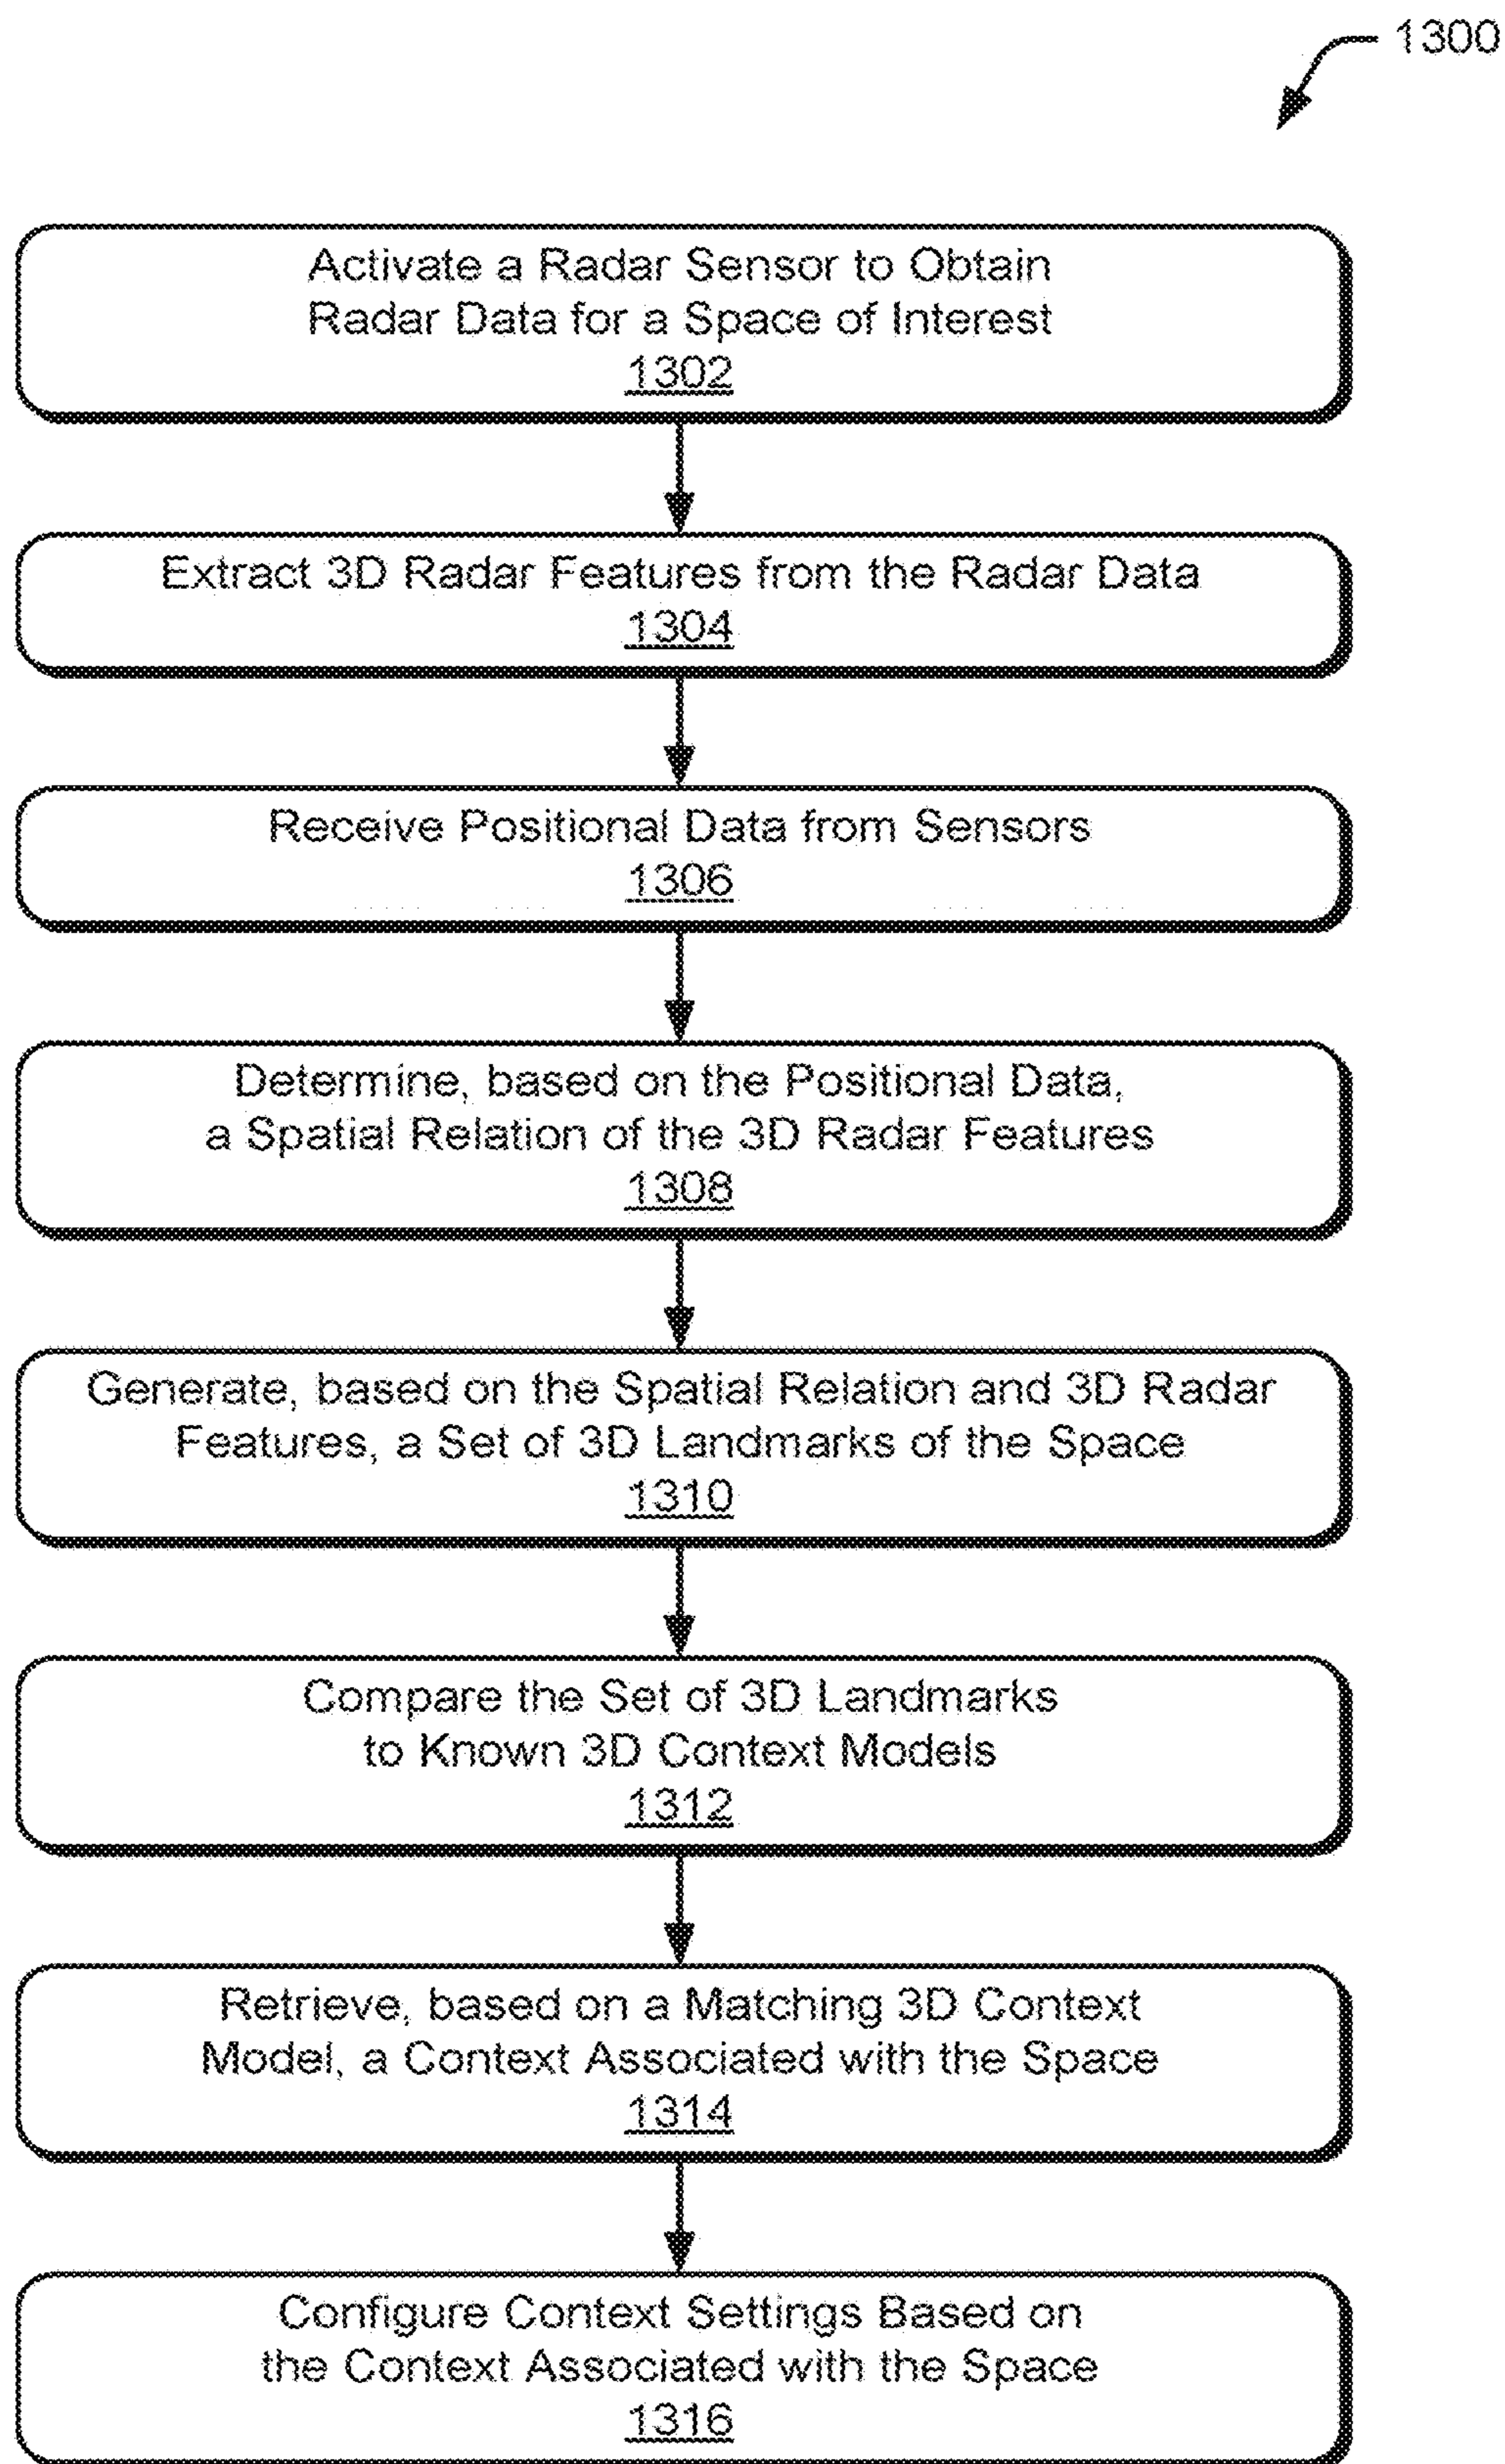 1300
Activate a Radar Sensor to Obtain
Radar Data for a Space of Interest
1302
Extract 3D Radar Features from the Radar Data
1304
Receive Positional Data from Sensors
1306
Determine, based on the Positional Data,
a Spatial Relation of the 3D Radar Features
1308
Generate, based on the Spatial Relation and 3D Radar
Features, a Set of 3D Landmarks of the Space
1310
Compare the Set of 3D Landmarks
to Known 3D Context Models
1312
Retrieve, based on a Matching 3D Context
Model, a Context Associated with the Space
1314
Configure Context Settings Based on
the Context Associated with the Space
1316